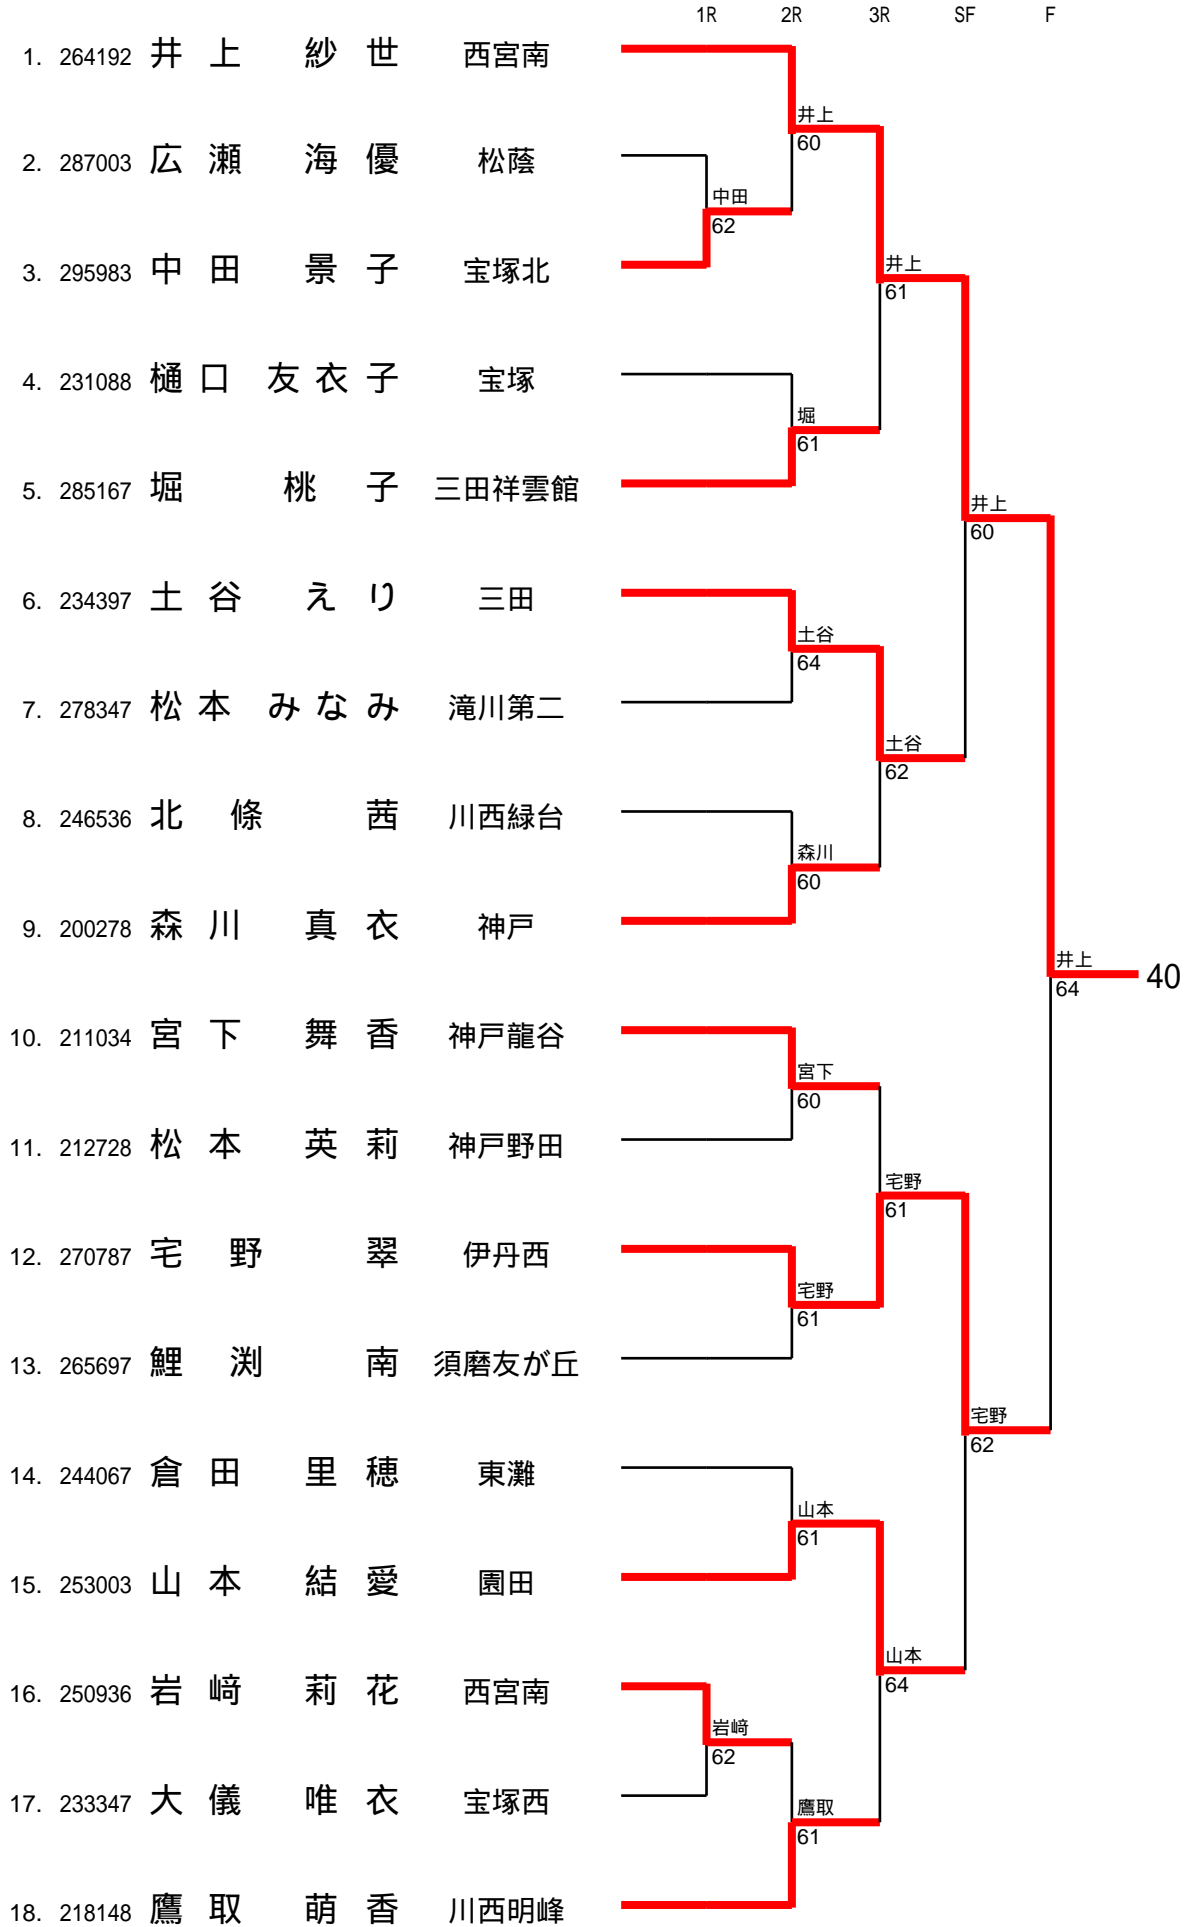 1R 2R 3R SF F
1. 264192 井上 紗世 西宮南
井上
60
2. 287003 広瀬 海優 松蔭
中田
62
3. 295983 中田 景子 宝塚北
井上
61
4. 231088 樋口 友衣子 宝塚
堀
61
5. 285167 堀 桃子 三田祥雲館
井上
60
6. 234397 土谷 えり 三田
土谷
64
7. 278347 松本 みなみ 滝川第二
土谷
62
8. 246536 北條 茜 川西緑台
森川
60
9. 200278 森川 真衣 神戸
井上
64
40
10. 211034 宮下 舞香 神戸龍谷
宮下
60
11. 212728 松本 英莉 神戸野田
宅野
61
12. 270787 宅野 翠 伊丹西
宅野
61
13. 265697 鯉渕 南 須磨友が丘
宅野
62
14. 244067 倉田 里穂 東灘
山本
61
15. 253003 山本 結愛 園田
山本
64
16. 250936 岩﨑 莉花 西宮南
岩﨑
62
17. 233347 大儀 唯衣 宝塚西
鷹取
61
18. 218148 鷹取 萌香 川西明峰